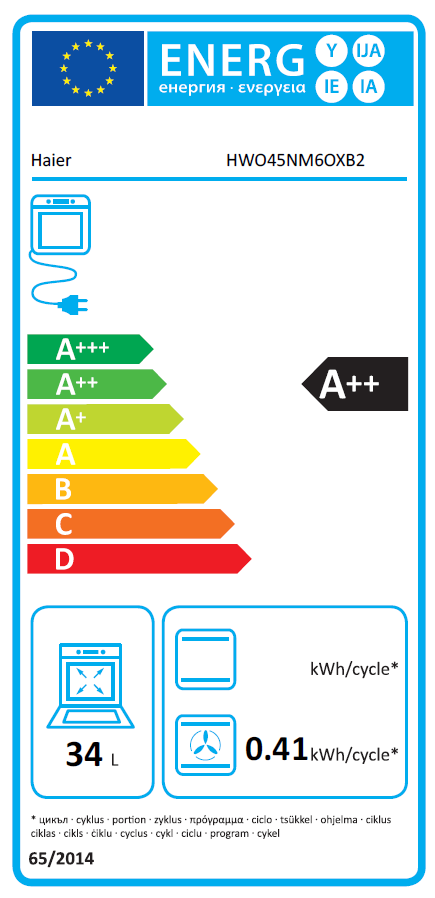 ENERG
енергия · ενεργεια
Y IJA
IE IA
Haier HWO45NM6OXB2
A+++
A++
A++
A+
A
B
C
D
kWh/cycle*
34 L
0.41 kWh/cycle*
* цикъл · cyklus · portion · zyklus · πρόγραμμα · ciclo · tsükkel · ohjelma · ciklus
ciklas · cikls · ċiklu · cyclus · cykl · ciclu · program · cykel
65/2014